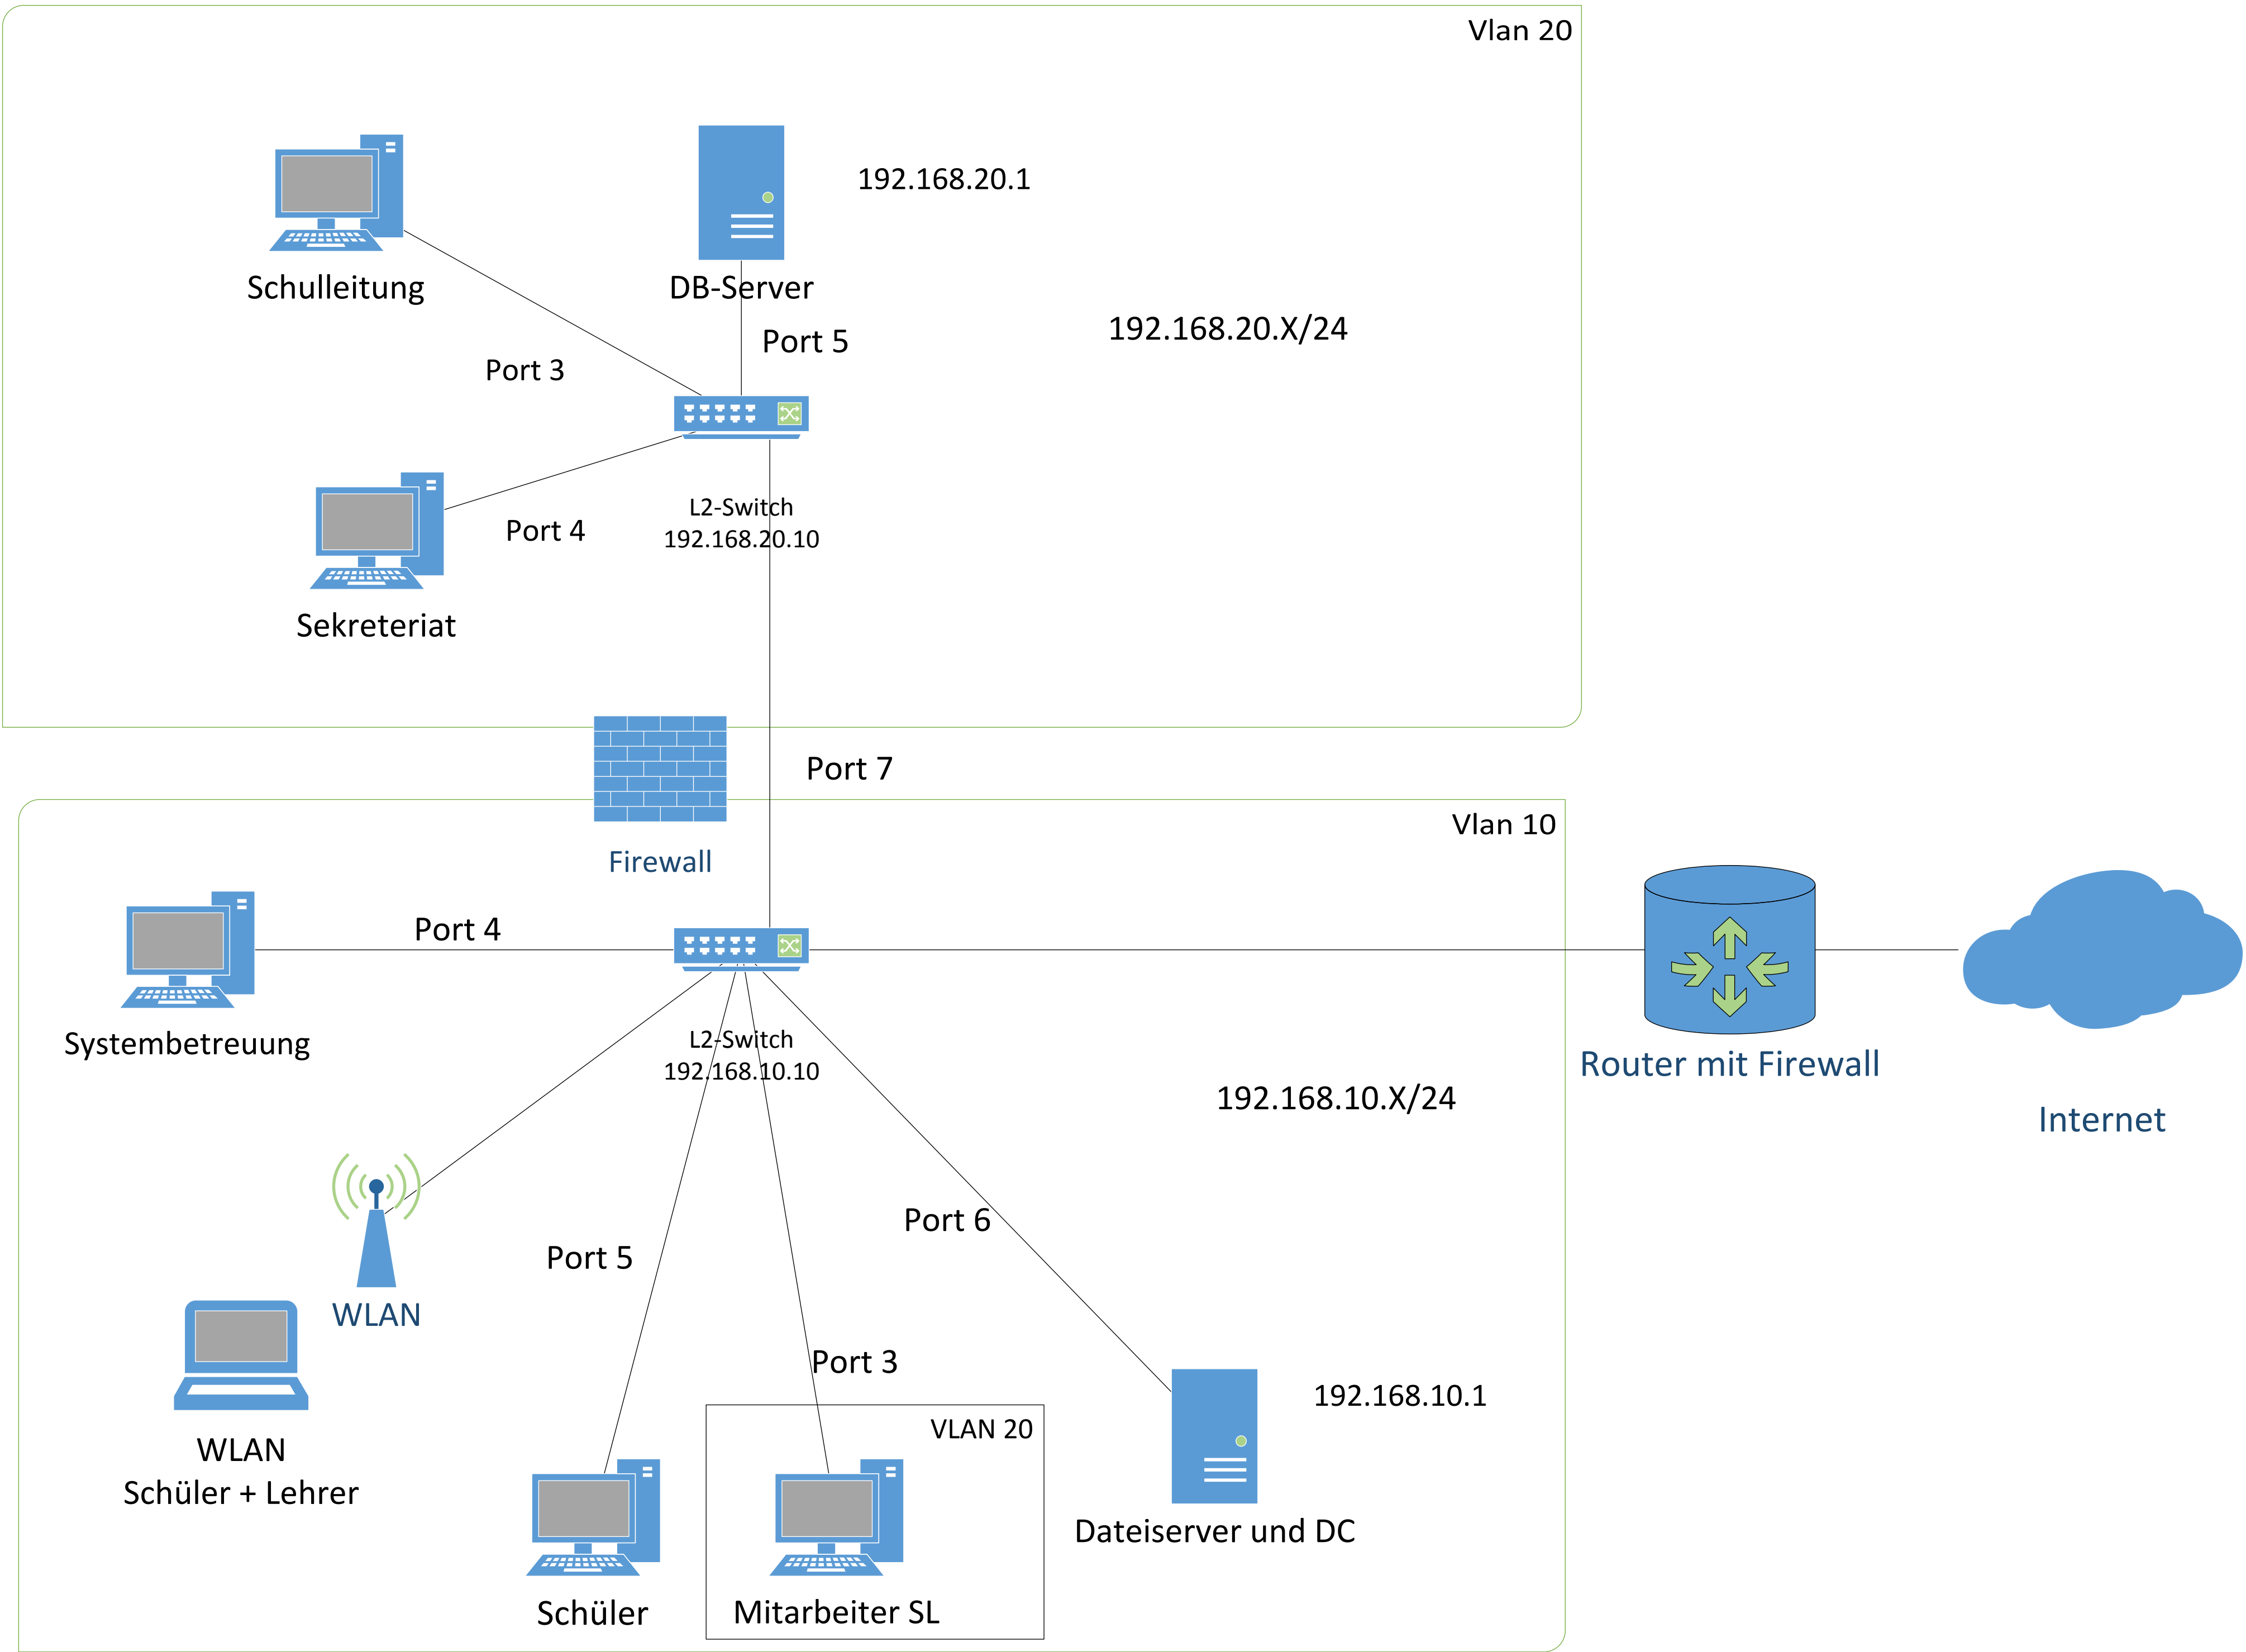 Vlan 20
192.168.20.1
Schulleitung
DB-Server
192.168.20.X/24
Port 5
Port 3
L2-Switch
192.168.20.10
Port 4
Sekreteriat
Port 7
Vlan 10
Firewall
Port 4
Systembetreuung
L2-Switch
192.168.10.10
Router mit Firewall
192.168.10.X/24
Internet
Port 6
Port 5
WLAN
Port 3
192.168.10.1
VLAN 20
WLAN
Schüler + Lehrer
Dateiserver und DC
Schüler
Mitarbeiter SL